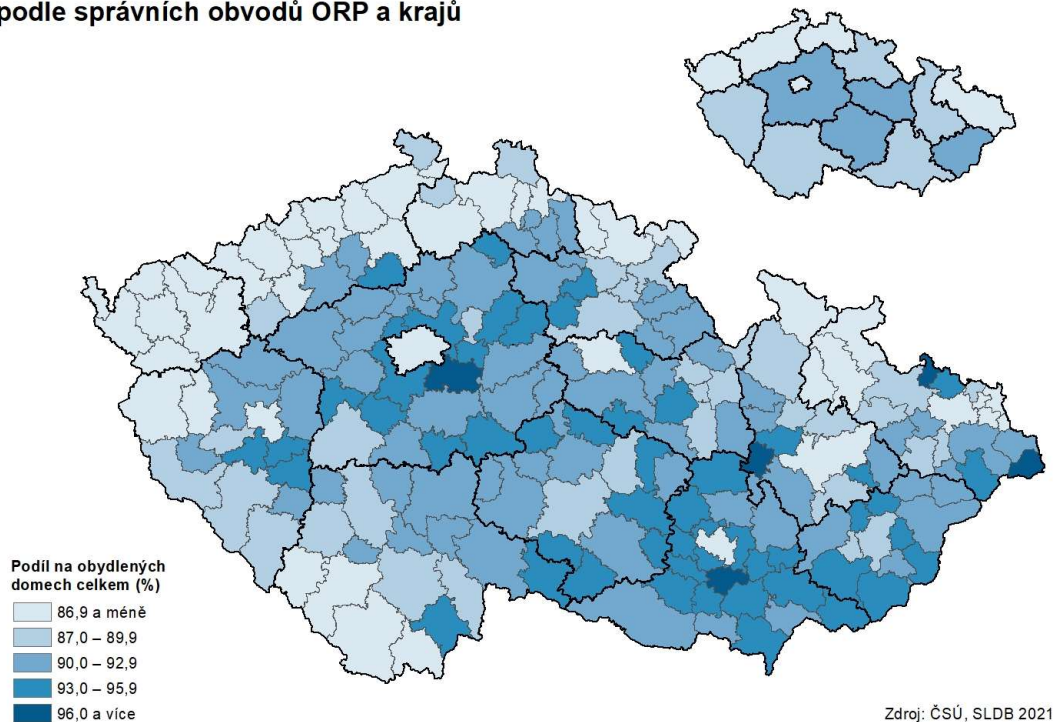 podle správních obvodů ORP a krajů
Podíl na obydlených
domech celkem (%)
86,9 a méně
87,0 – 89,9
90,0 – 92,9
93,0 – 95,9
96,0 a více
Zdroj: ČSÚ, SLDB 2021